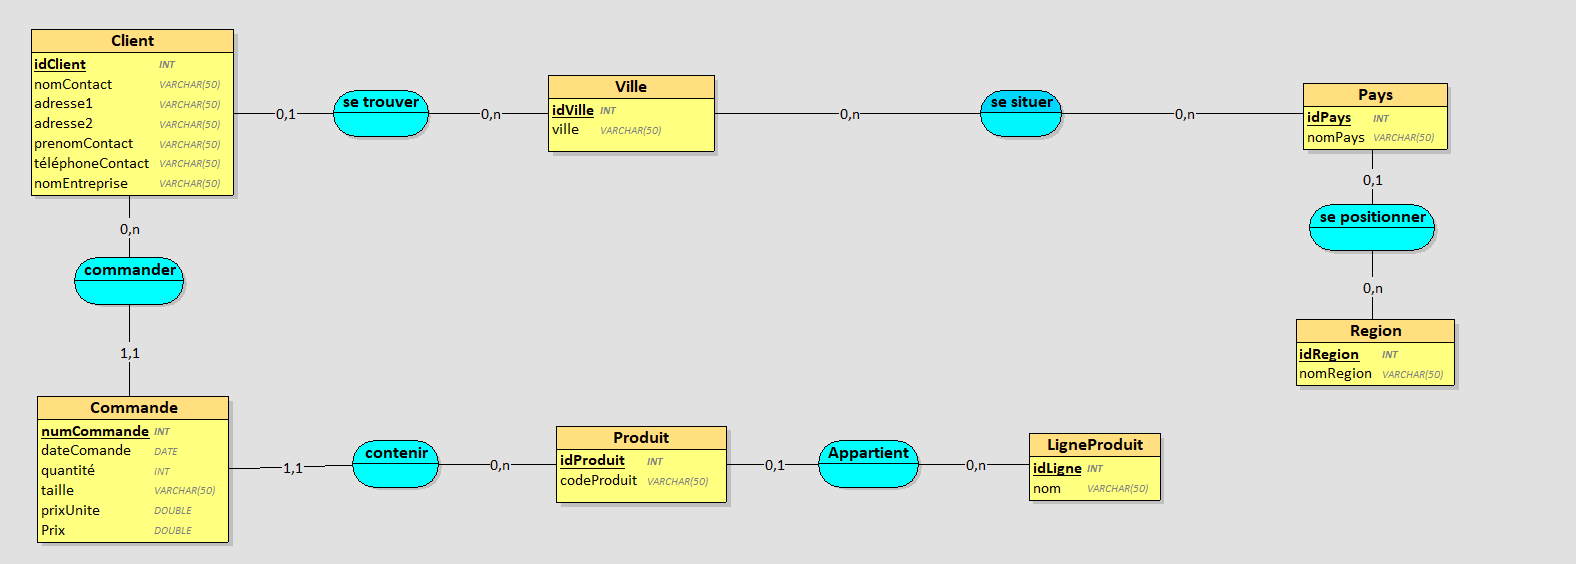 Client
idClient INT
nomContact VARCHAR(50)
adresse1 VARCHAR(50)
adresse2 VARCHAR(50)
prenomContact VARCHAR(50)
téléphoneContact VARCHAR(50)
nomEntreprise VARCHAR(50)
0,1
se trouver
0,n
Ville
idVille INT
ville VARCHAR(50)
0,n
se situer
0,n
Pays
idPays INT
nomPays VARCHAR(50)
0,1
se positionner
0,n
Region
idRegion INT
nomRegion VARCHAR(50)
0,n
commander
1,1
Commande
numCommande INT
dateComande DATE
quantité INT
taille VARCHAR(50)
prixUnite DOUBLE
Prix DOUBLE
1,1
contenir
0,n
Produit
idProduit INT
codeProduit VARCHAR(50)
0,1
Appartient
0,n
LigneProduit
idLigne INT
nom VARCHAR(50)